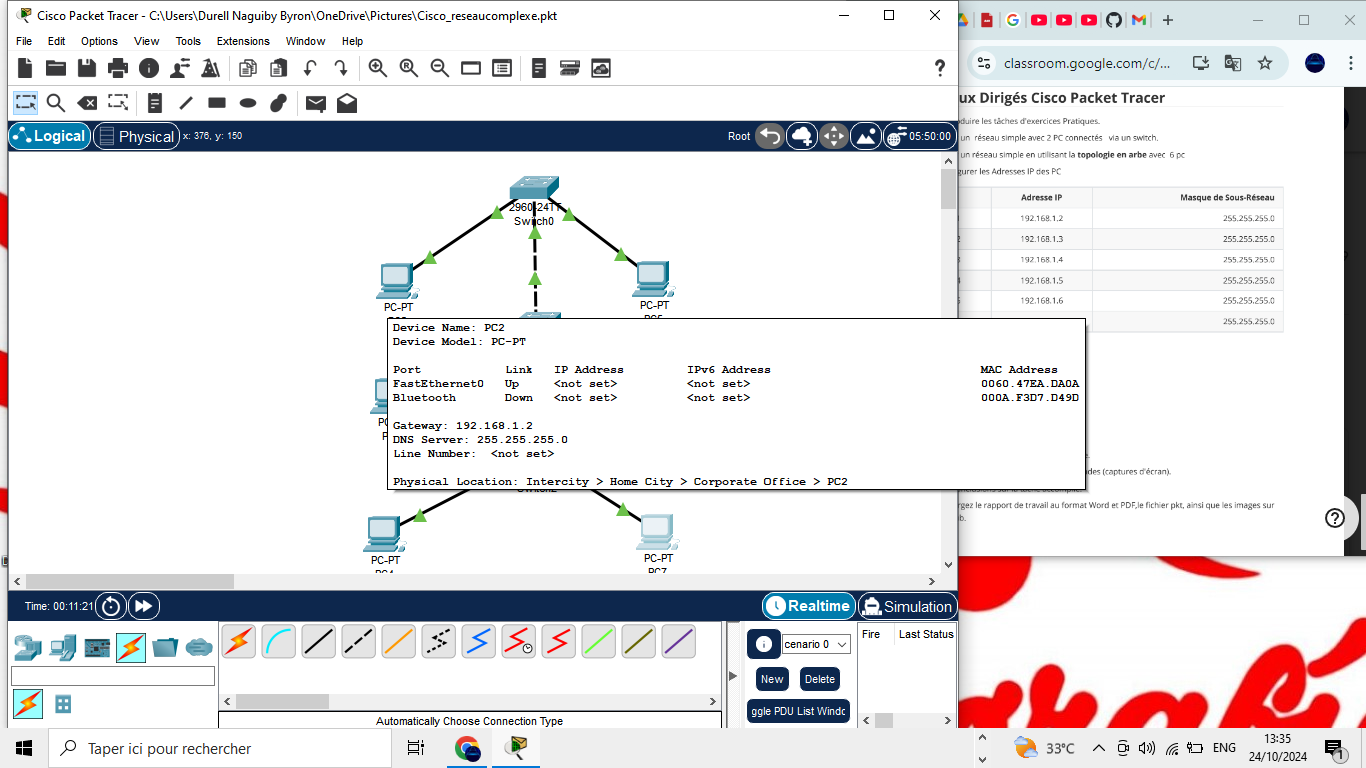 Cisco Packet Tracer - C:\Users\Durell Naguiby Byron\OneDrive\Pictures\Cisco_reseaucomplexe.pkt
File Edit Options View Tools Extensions Window Help
Logical Physical x: 376, y: 150 Root 05:50:00
2960-24TT
Switch0
PC-PT
PC-PT
Device Name: PC2
Device Model: PC-PT
Port Link IP Address IPv6 Address MAC Address
FastEthernet0 Up <not set> <not set> 0060.47EA.DA0A
Bluetooth Down <not set> <not set> 000A.F3D7.D49D
Gateway: 192.168.1.2
DNS Server: 255.255.255.0
Line Number: <not set>
Physical Location: Intercity > Home City > Corporate Office > PC2
PC-PT
PC-PT
PC7
Time: 00:11:21
Realtime Simulation
cenario 0
New Delete
ggle PDU List Windo
Fire Last Status
Automatically Choose Connection Type
classroom.google.com/c/...
ux Dirigés Cisco Packet Tracer
duire les tâches d'exercices Pratiques.
un réseau simple avec 2 PC connectés via un switch.
un réseau simple en utilisant la topologie en arbe avec 6 pc
gurer les Adresses IP des PC
Adresse IP Masque de Sous-Réseau
192.168.1.2 255.255.255.0
192.168.1.3 255.255.255.0
192.168.1.4 255.255.255.0
192.168.1.5 255.255.255.0
192.168.1.6 255.255.255.0
255.255.255.0
des (captures d'écran).
rgez le rapport de travail au format Word et PDF,le fichier pkt, ainsi que les images sur
b.
Taper ici pour rechercher
33°C
ENG
13:35
24/10/2024
1